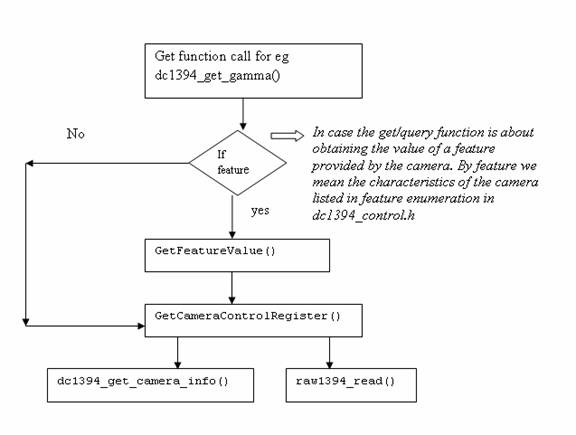 Get function call for eg
dc1394_get_gamma()
No
In case the get/query function is about
obtaining the value of a feature
provided by the camera. By feature we
mean the characteristics of the camera
listed in feature enumeration in
dc1394_control.h
If
feature
yes
GetFeatureValue()
GetCameraControlRegister()
dc1394_get_camera_info()
raw1394_read()